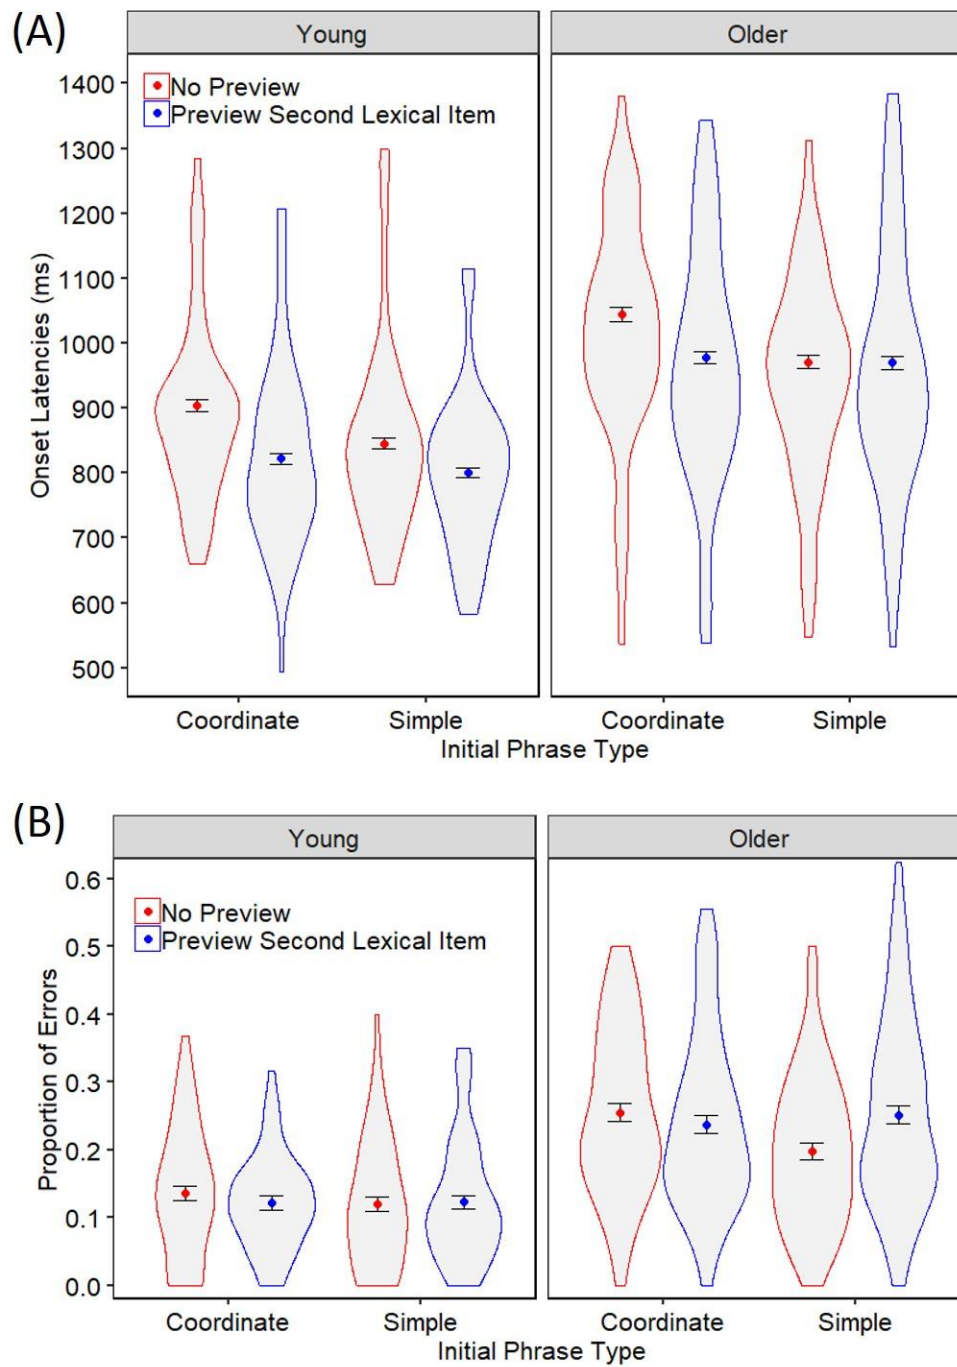 (A)
Young Older
No Preview
Preview Second Lexical Item
1400
1300
1200
1100
1000
900
800
700
600
500
Onset Latencies (ms)
Coordinate Simple Coordinate Simple
Initial Phrase Type
(B)
Young Older
No Preview
Preview Second Lexical Item
0.6
0.5
0.4
0.3
0.2
0.1
0.0
Proportion of Errors
Coordinate Simple Coordinate Simple
Initial Phrase Type